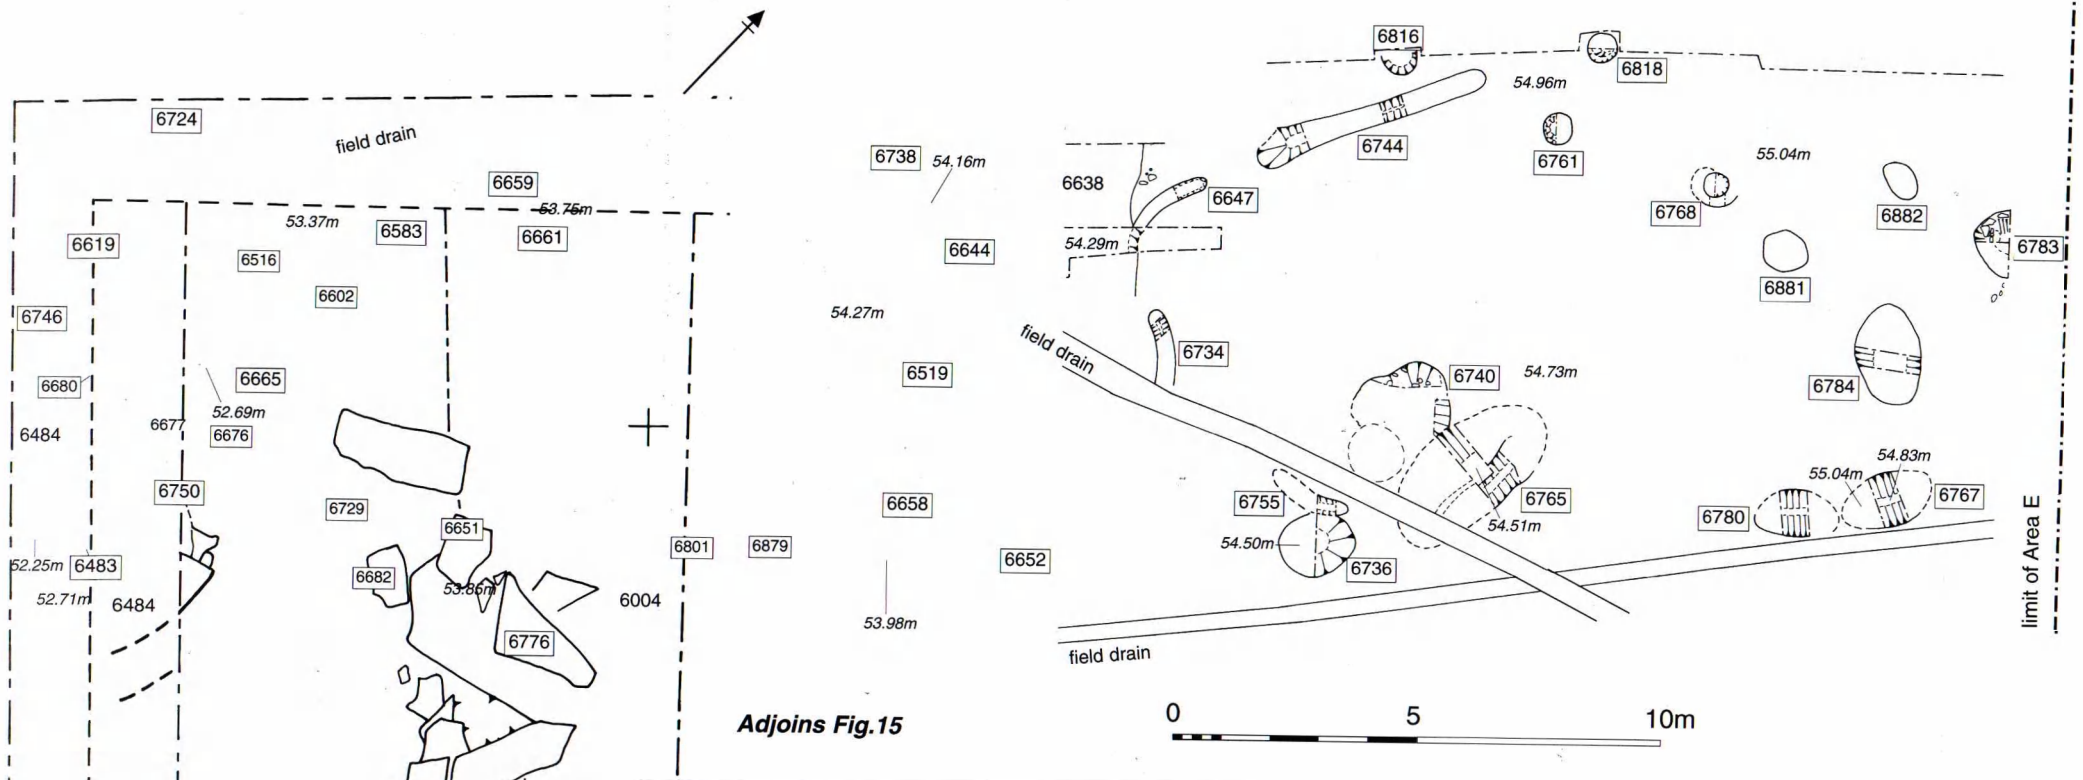 6816
6818
54.96m
6724
field drain
6744
6761
55.04m
6738
54.16m
6659
53.75m
6638
6647
6768
6882
53.37m
6583
6661
6619
6516
6644
54.29m
6783
6602
6881
6746
54.27m
field drain
6734
6680
6665
6519
6740
54.73m
6784
52.69m
6677
6676
6484
54.83m
55.04m
6750
6729
6658
6755
6765
6780
6767
6651
54.51m
6801
6879
54.50m
6652
6736
52.25m
6483
6682
53.85m
limit of Area E
52.71m
6484
6004
53.98m
6776
field drain
Adjoins Fig.15
0 5 10m